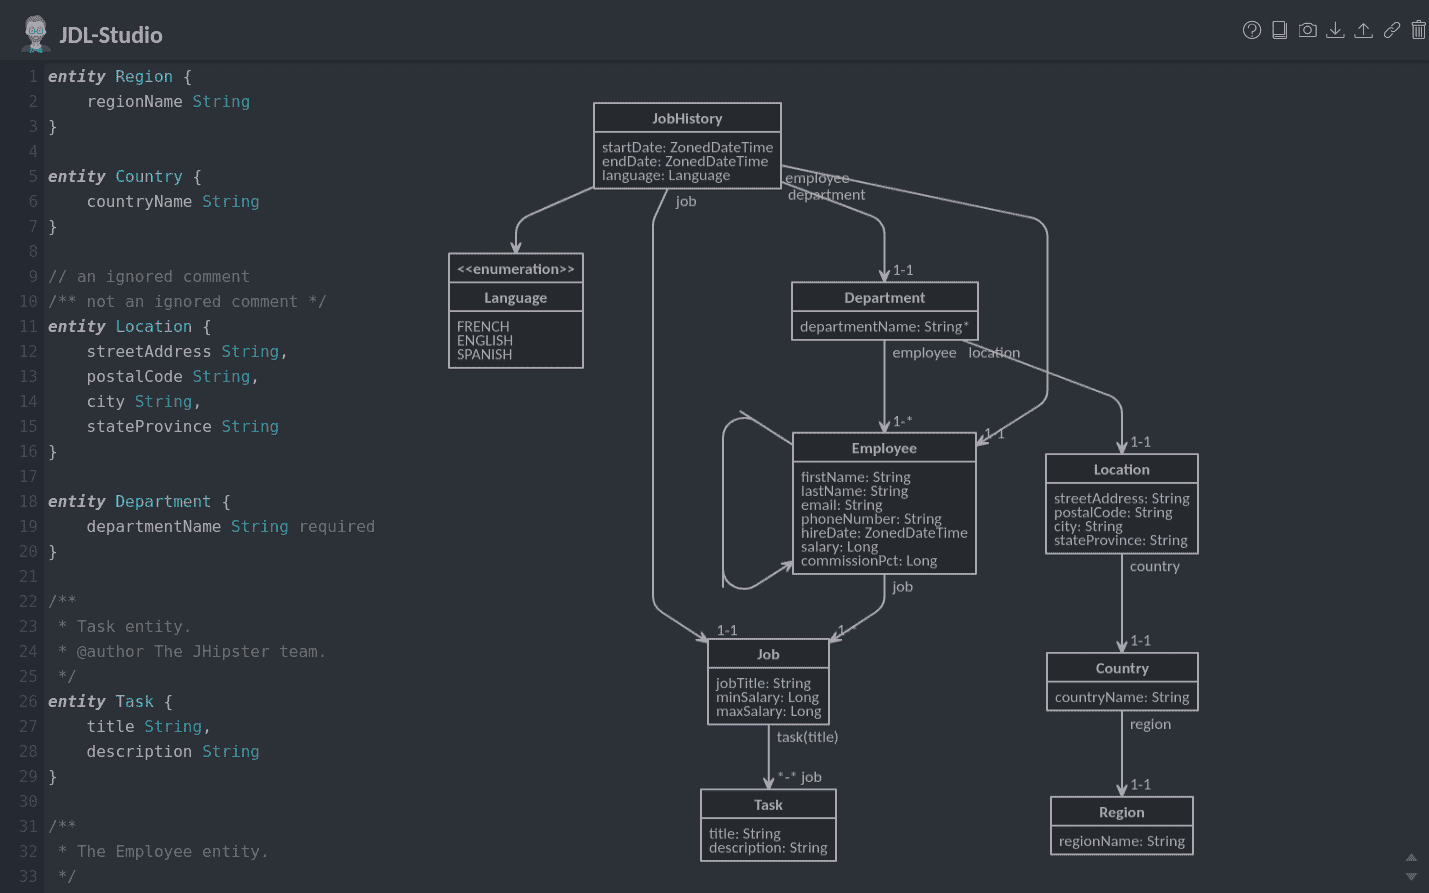 JDL-Studio
1 entity Region {
2     regionName String
3 }
4
5 entity Country {
6     countryName String
7 }
8
9 // an ignored comment
10 /** not an ignored comment */
11 entity Location {
12     streetAddress String,
13     postalCode String,
14     city String,
15     stateProvince String
16 }
17
18 entity Department {
19     departmentName String required
20 }
21
22 /**
23  * Task entity.
24  * @author The JHipster team.
25  */
26 entity Task {
27     title String,
28     description String
29 }
30
31 /**
32  * The Employee entity.
33  */
JobHistory
startDate: ZonedDateTime
endDate: ZonedDateTime
language: Language
job
employee
department
<<enumeration>>
Language
FRENCH
ENGLISH
SPANISH
1-1
Department
departmentName: String*
employee
location
1-*
1-1
Employee
firstName: String
lastName: String
email: String
phoneNumber: String
hireDate: ZonedDateTime
salary: Long
commissionPct: Long
job
1-1
Location
streetAddress: String
postalCode: String
city: String
stateProvince: String
country
1-1
Job
jobTitle: String
minSalary: Long
maxSalary: Long
task(title)
*-* job
Task
title: String
description: String
1-1
Country
countryName: String
region
1-1
Region
regionName: String